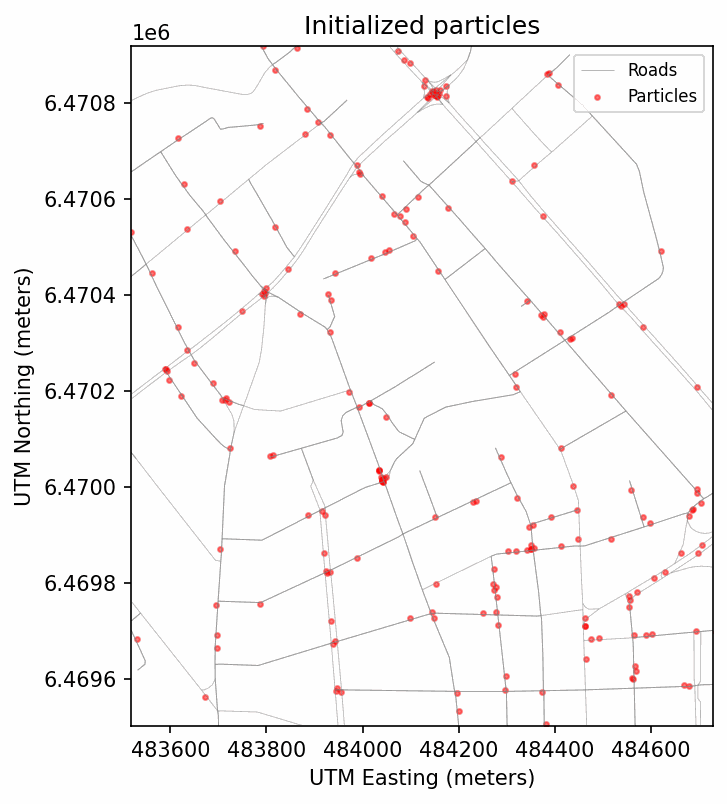 Initialized particles
1e6
Roads
Particles
6.4708
6.4706
6.4704
6.4702
6.4700
6.4698
6.4696
UTM Northing (meters)
483600 483800 484000 484200 484400 484600
UTM Easting (meters)